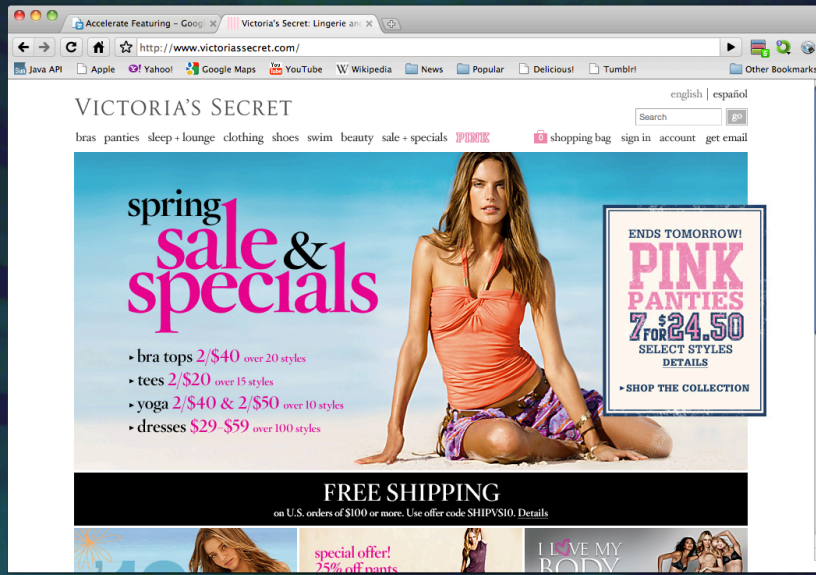 Accelerate Featuring – Goog
Victoria's Secret: Lingerie an
http://www.victoriassecret.com/
Java API
Apple
Yahoo!
Google Maps
YouTube
Wikipedia
News
Popular
Delicious!
Tumblr!
Other Bookmarks
english | español
VICTORIA'S SECRET
Search
go
bras panties sleep + lounge clothing shoes swim beauty sale + specials PINK
0 shopping bag sign in account get email
spring
sale &
specials
bra tops 2/$40 over 20 styles
tees 2/$20 over 15 styles
yoga 2/$40 & 2/$50 over 10 styles
dresses $29–$59 over 100 styles
ENDS TOMORROW!
PINK
PANTIES
7 FOR $24.50
SELECT STYLES
DETAILS
SHOP THE COLLECTION
FREE SHIPPING
on U.S. orders of $100 or more. Use offer code SHIPVS10. Details
special offer!
25% off pants
I LOVE MY
BODY